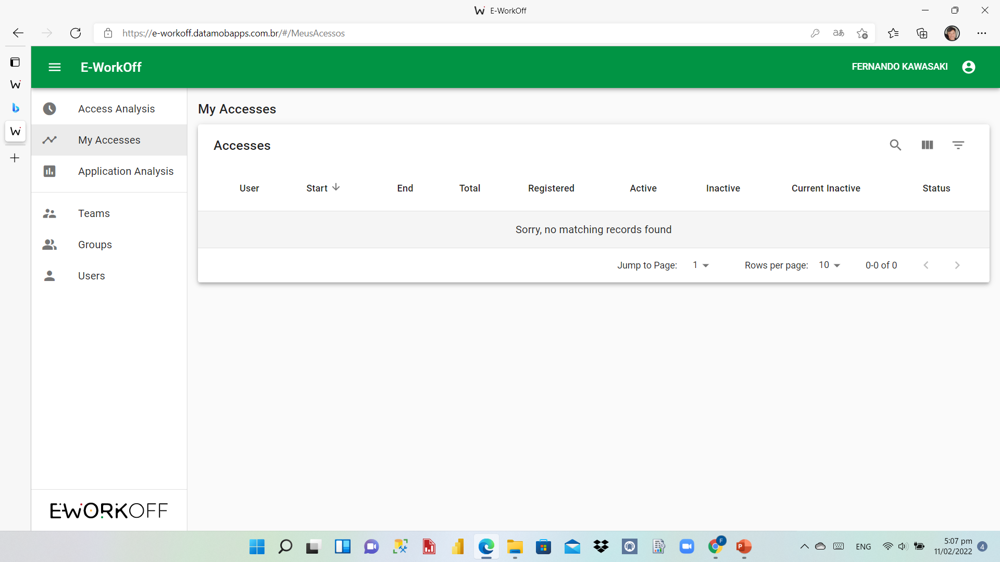 E-WorkOff
https://e-workoff.datamobapps.com.br/#/MeusAcessos
E-WorkOff
FERNANDO KAWASAKI
Access Analysis
My Accesses
Application Analysis
Teams
Groups
Users
My Accesses
Accesses
User Start End Total Registered Active Inactive Current Inactive Status
Sorry, no matching records found
Jump to Page: 1 Rows per page: 10 0-0 of 0
EWORKOFF
F
P
ENG
5:07 pm
11/02/2022
4